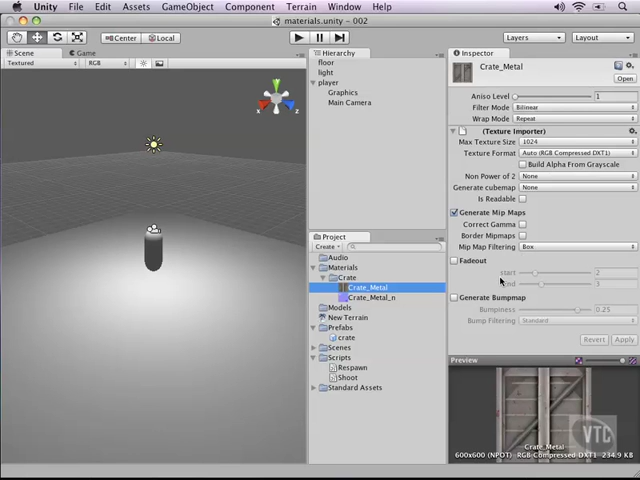 Unity File Edit Assets GameObject Component Terrain Window Help
materials.unity - 002
Center Local Layers Layout
Scene Game
Textured RGB
Hierarchy
floor
light
player
Graphics
Main Camera
Project
Create
Audio
Materials
Crate
Crate_Metal
Crate_Metal_n
Models
New Terrain
Prefabs
crate
Scenes
Scripts
Respawn
Shoot
Standard Assets
Inspector
Crate_Metal
Open
Aniso Level 1
Filter Mode Bilinear
Wrap Mode Repeat
(Texture Importer)
Max Texture Size 1024
Texture Format Auto (RGB Compressed DXT1)
Build Alpha From Grayscale
Non Power of 2 None
Generate cubemap None
Is Readable
Generate Mip Maps
Correct Gamma
Border Mipmaps
Mip Map Filtering Box
Fadeout
start 2
end 3
Generate Bumpmap
Bumpiness 0.25
Bump Filtering Standard
Revert Apply
Preview
VTC
Crate_Metal
600x600 (NPOT) RGB Compressed DXT1 234.9 KB